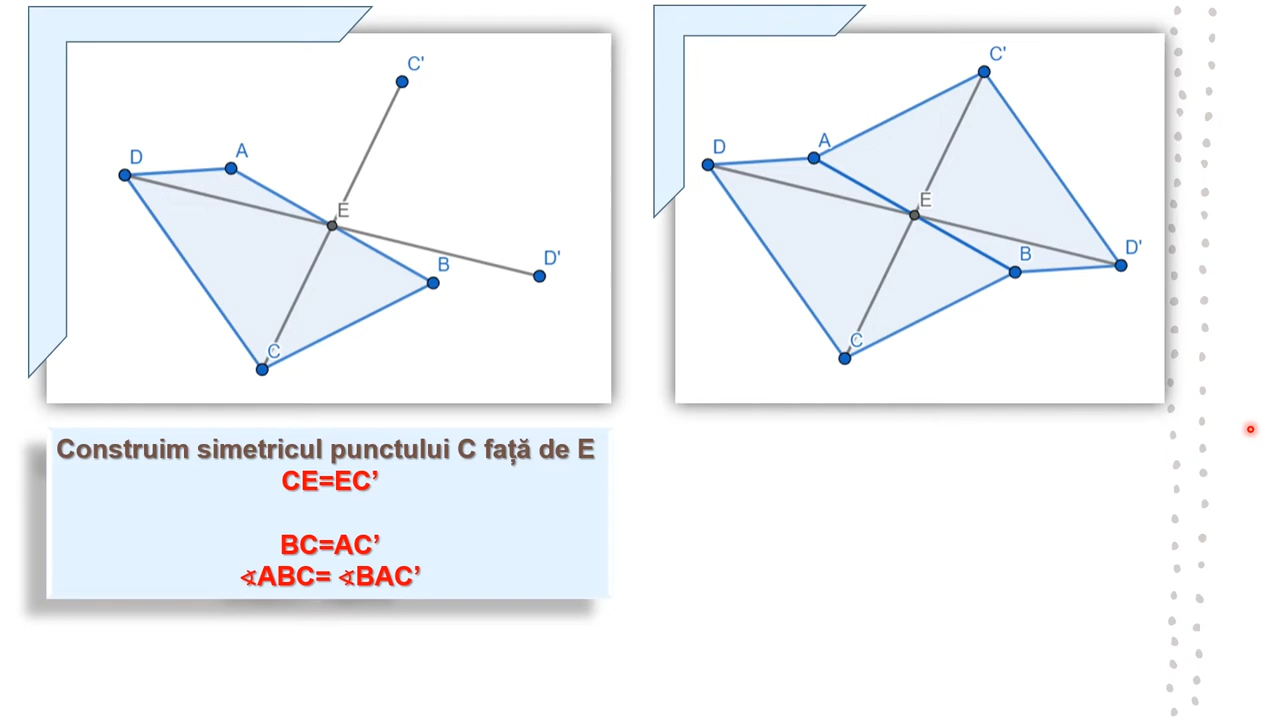 C'
D
A
E
D'
B
C
C'
A
D
E
D'
B
C
Construim simetricul punctului C față de E
CE=EC’
BC=AC’
∢ABC= ∢BAC’